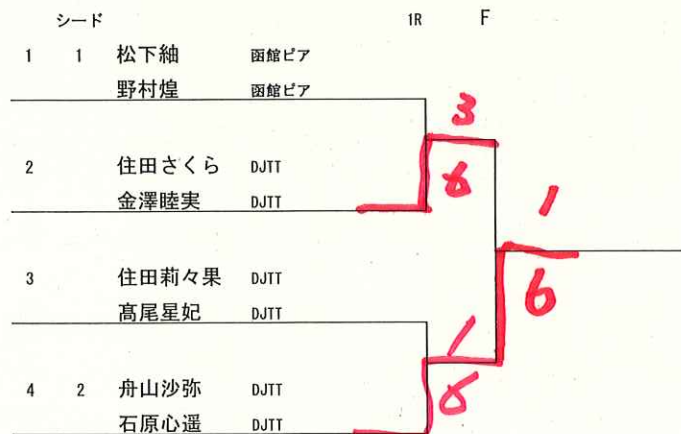 シード 1R F
1 1 松下紬 函館ピア
野村煌 函館ピア
3
2 住田さくら DJTT
6
金澤睦実 DJTT
1
3 住田莉々果 DJTT
6
髙尾星妃 DJTT
1
4 2 舟山沙弥 DJTT
6
石原心遥 DJTT